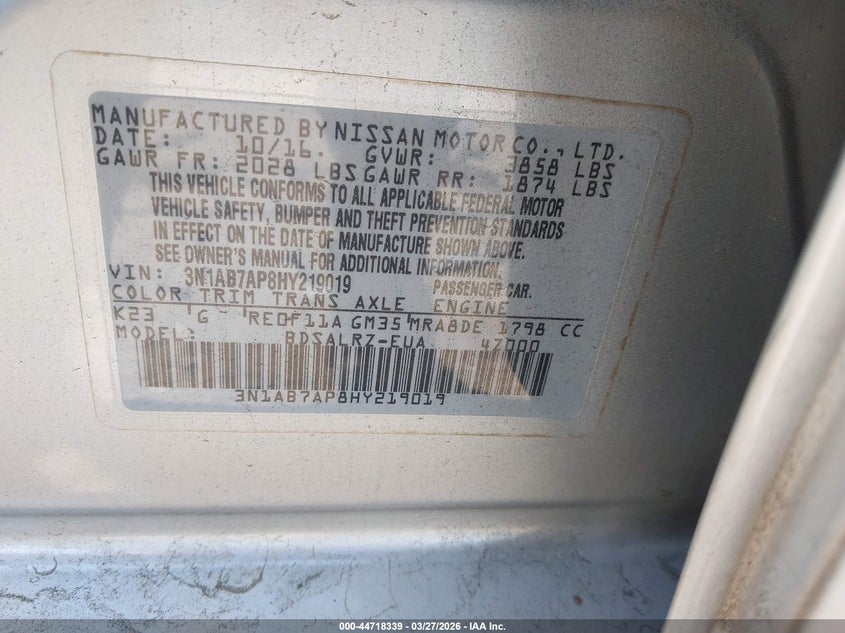 MANUFACTURED BY NISSAN MOTOR CO., LTD.
DATE: 10/16. GVWR: 3858 LBS
GAWR FR: 2028 LBS GAWR RR: 1874 LBS
THIS VEHICLE CONFORMS TO ALL APPLICABLE FEDERAL MOTOR
VEHICLE SAFETY, BUMPER AND THEFT PREVENTION STANDARDS
IN EFFECT ON THE DATE OF MANUFACTURE SHOWN ABOVE.
SEE OWNER'S MANUAL FOR ADDITIONAL INFORMATION.
VIN: 3N1AB7AP8HY219019 PASSENGER CAR.
COLOR TRIM TRANS AXLE ENGINE
K23 G RE0F11A GM35 MRA8DE 1798 CC
MODEL: BDSALRZ-EUA 47000
3N1AB7AP8HY219019
000-44718339 - 03/27/2026 - IAA Inc.